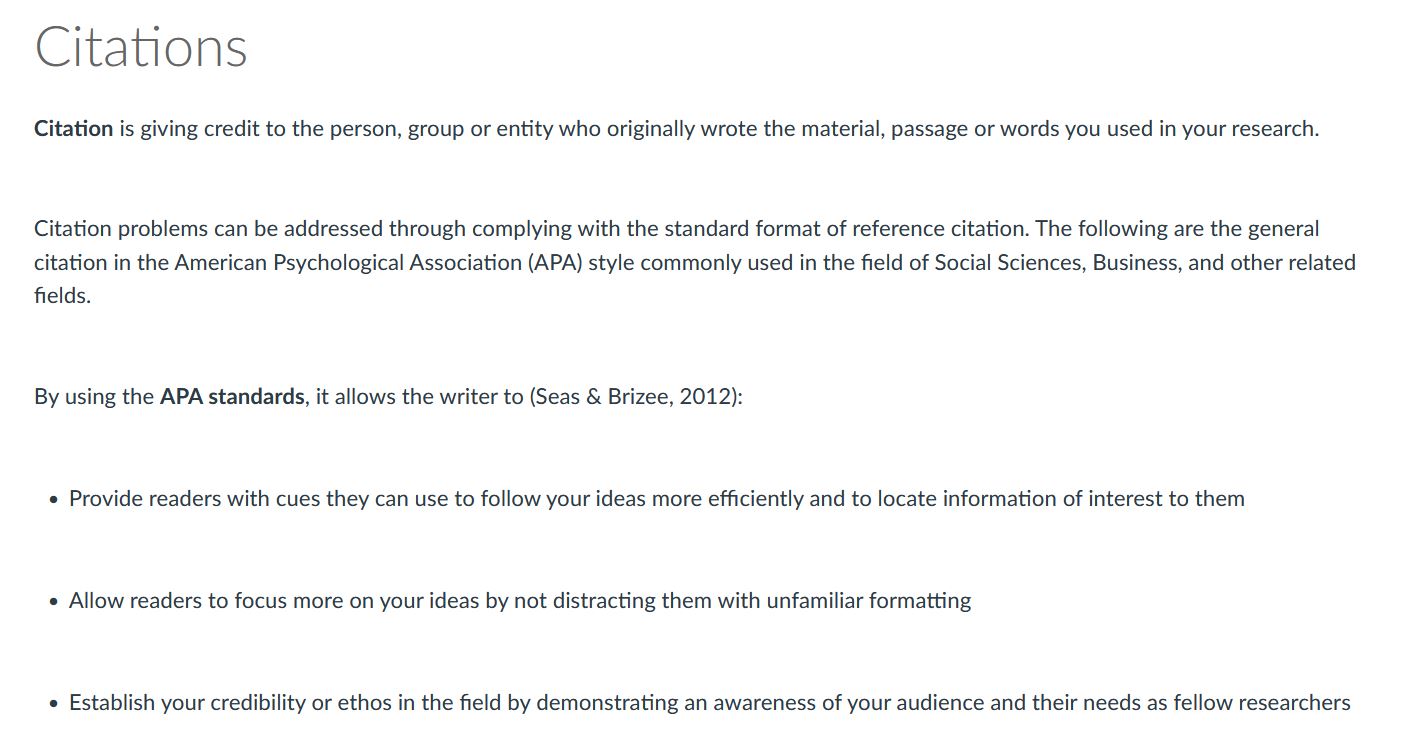 Citations
Citation is giving credit to the person, group or entity who originally wrote the material, passage or words you used in your research.
Citation problems can be addressed through complying with the standard format of reference citation. The following are the general
citation in the American Psychological Association (APA) style commonly used in the field of Social Sciences, Business, and other related
fields.
By using the APA standards, it allows the writer to (Seas & Brizee, 2012):
• Provide readers with cues they can use to follow your ideas more efficiently and to locate information of interest to them
• Allow readers to focus more on your ideas by not distracting them with unfamiliar formatting
• Establish your credibility or ethos in the field by demonstrating an awareness of your audience and their needs as fellow researchers